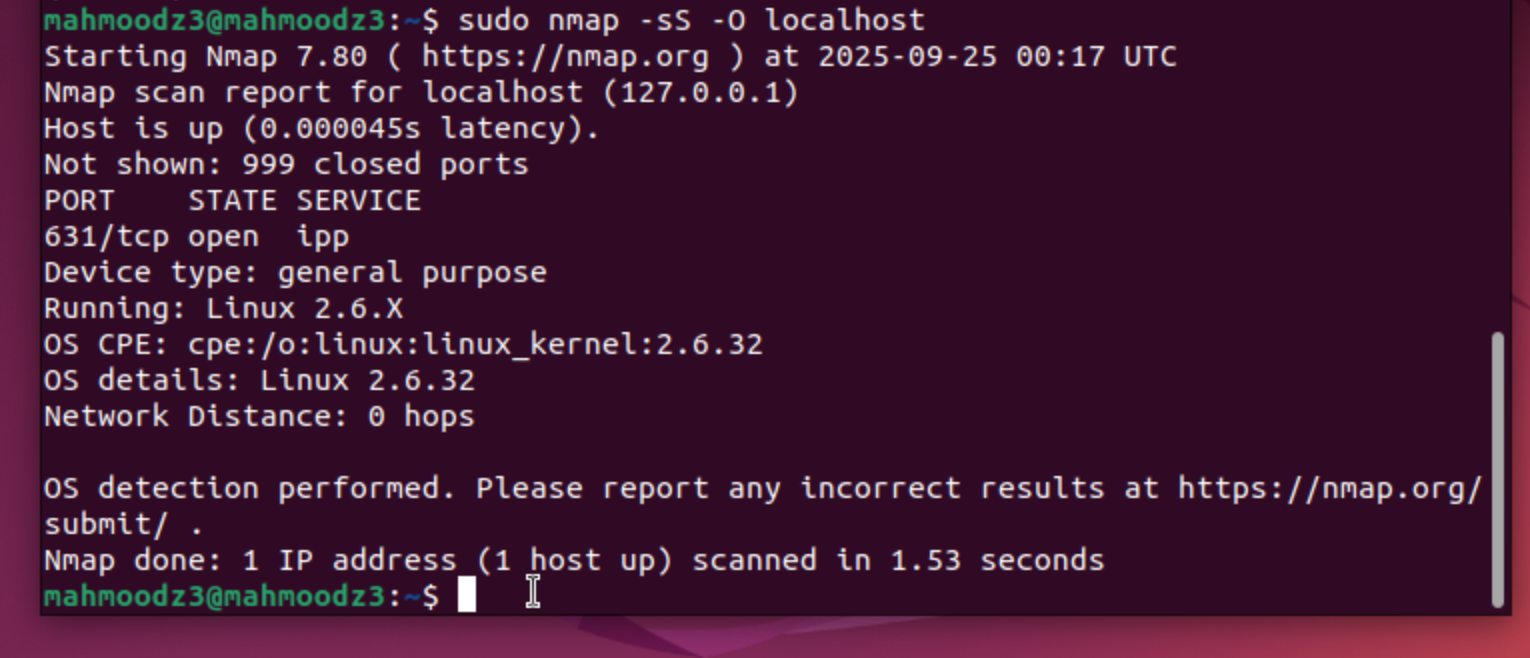 mahmoodz3@mahmoodz3:~$ sudo nmap -sS -O localhost
Starting Nmap 7.80 ( https://nmap.org ) at 2025-09-25 00:17 UTC
Nmap scan report for localhost (127.0.0.1)
Host is up (0.000045s latency).
Not shown: 999 closed ports
PORT    STATE SERVICE
631/tcp open  ipp
Device type: general purpose
Running: Linux 2.6.X
OS CPE: cpe:/o:linux:linux_kernel:2.6.32
OS details: Linux 2.6.32
Network Distance: 0 hops

OS detection performed. Please report any incorrect results at https://nmap.org/
submit/ .
Nmap done: 1 IP address (1 host up) scanned in 1.53 seconds
mahmoodz3@mahmoodz3:~$